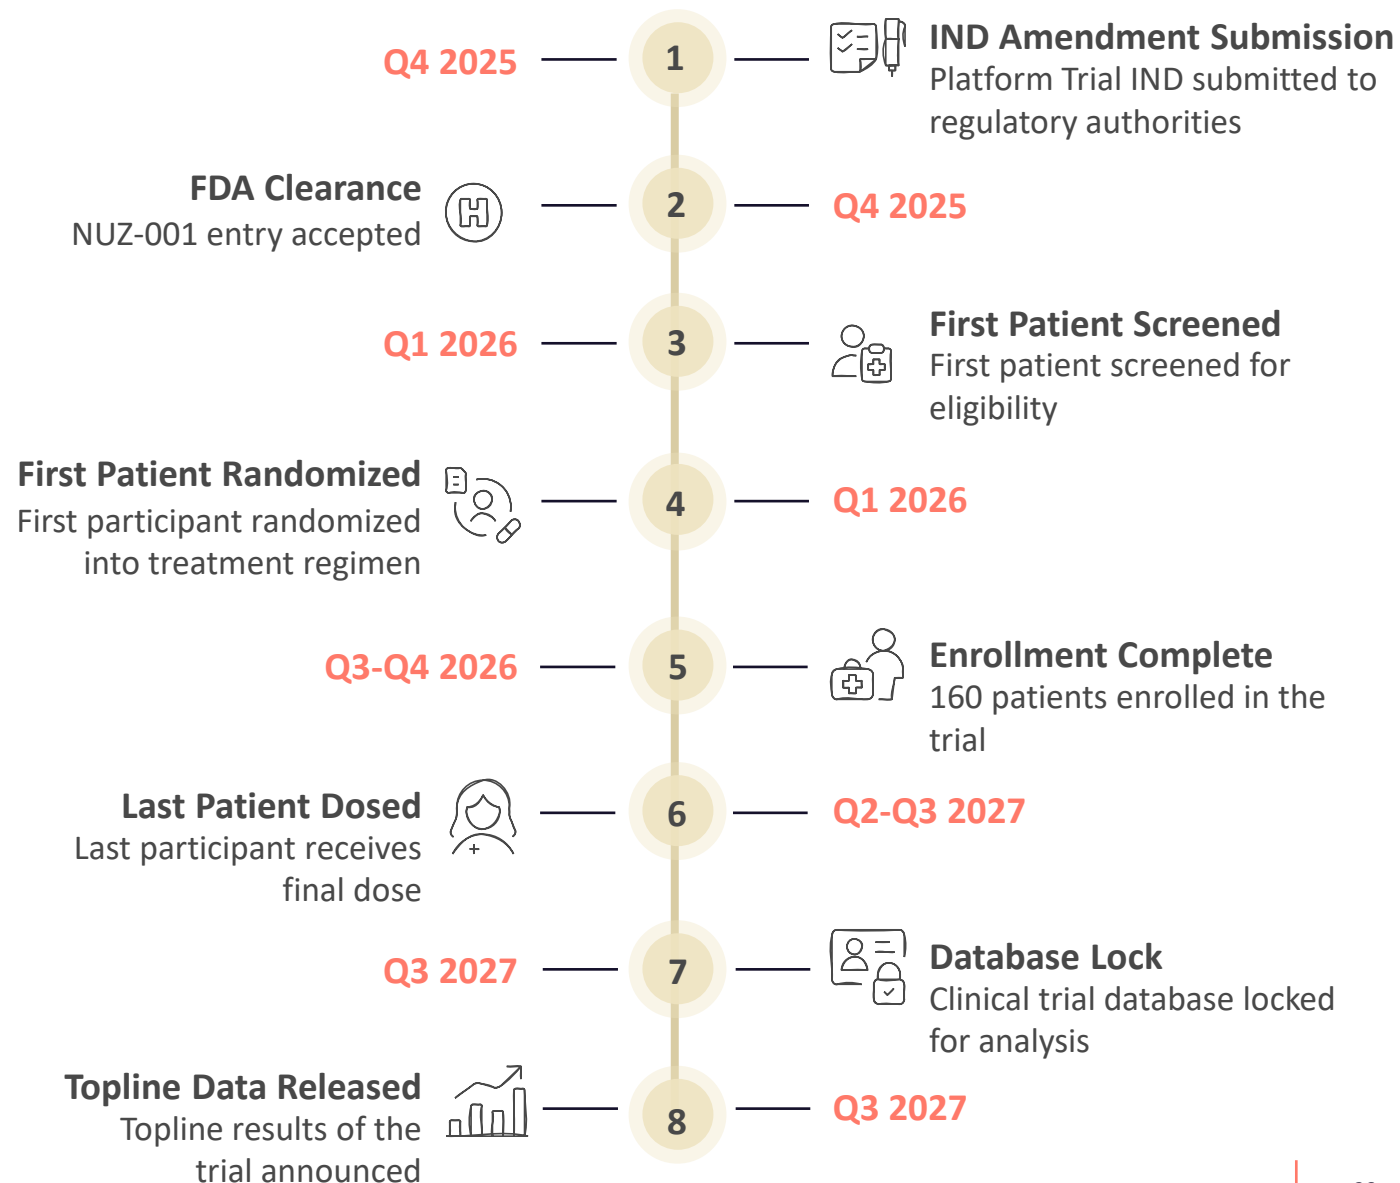 Q4 2025
1
IND Amendment Submission
Platform Trial IND submitted to
regulatory authorities
FDA Clearance
NUZ-001 entry accepted
2
Q4 2025
Q1 2026
3
First Patient Screened
First patient screened for
eligibility
First Patient Randomized
First participant randomized
into treatment regimen
4
Q1 2026
Q3-Q4 2026
5
Enrollment Complete
160 patients enrolled in the
trial
Last Patient Dosed
Last participant receives
final dose
6
Q2-Q3 2027
Q3 2027
7
Database Lock
Clinical trial database locked
for analysis
Topline Data Released
Topline results of the
trial announced
8
Q3 2027